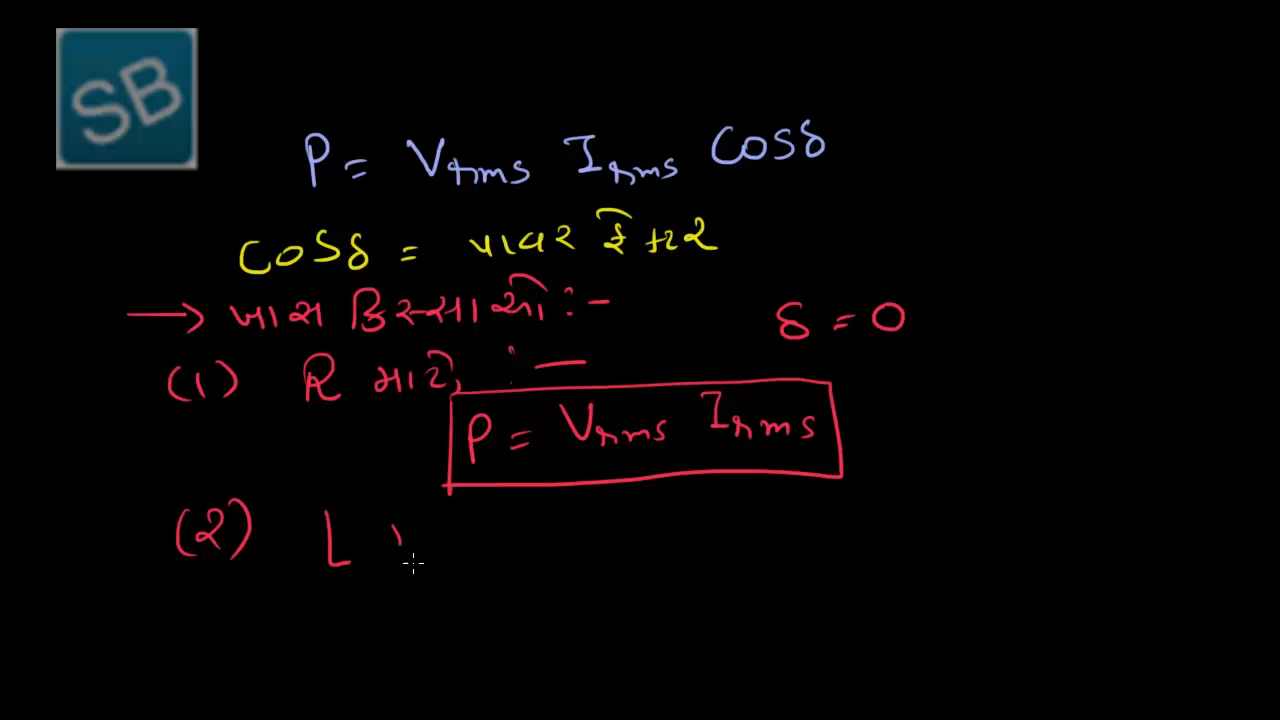 SB
P = Vrms Irms cosδ
cosδ = પાવર ફેક્ટર
→ ખાસ કિસ્સાઓ :-
δ = 0
(1) R માટે, :-
P = Vrms Irms
(2) L